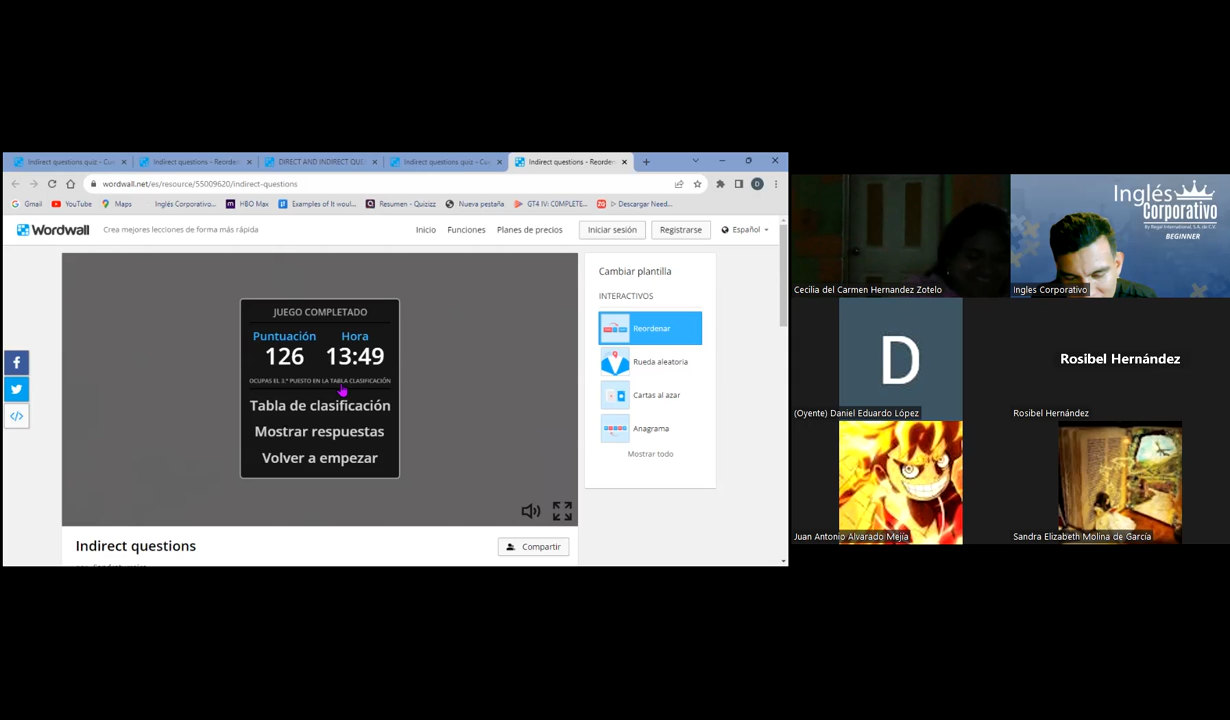 Indirect questions quiz - Cu
Indirect questions - Reorde
DIRECT AND INDIRECT QU
Indirect questions quiz - Cu
Indirect questions - Reorde
wordwall.net/es/resource/55009620/indirect-questions
Gmail
YouTube
Maps
Inglés Corporativo...
HBO Max
Examples of It woul...
Resumen - Quizizz
Nueva pestaña
GT4 IV: COMPLETE...
▷ Descargar Need...
Wordwall
Crea mejores lecciones de forma más rápida
Inicio
Funciones
Planes de precios
Iniciar sesión
Registrarse
Español
JUEGO COMPLETADO
Puntuación Hora
126 13:49
OCUPAS EL 3.º PUESTO EN LA TABLA CLASIFICACIÓN
Tabla de clasificación
Mostrar respuestas
Volver a empezar
Cambiar plantilla
INTERACTIVOS
Reordenar
Rueda aleatoria
Cartas al azar
Anagrama
Mostrar todo
Indirect questions
Compartir
Cecilia del Carmen Hernandez Zotelo
Inglés
Corporativo
By Regal International, S.A. de C.V.
BEGINNER
Ingles Corporativo
D
(Oyente) Daniel Eduardo López
Rosibel Hernández
Rosibel Hernández
Juan Antonio Alvarado Mejía
Sandra Elizabeth Molina de García